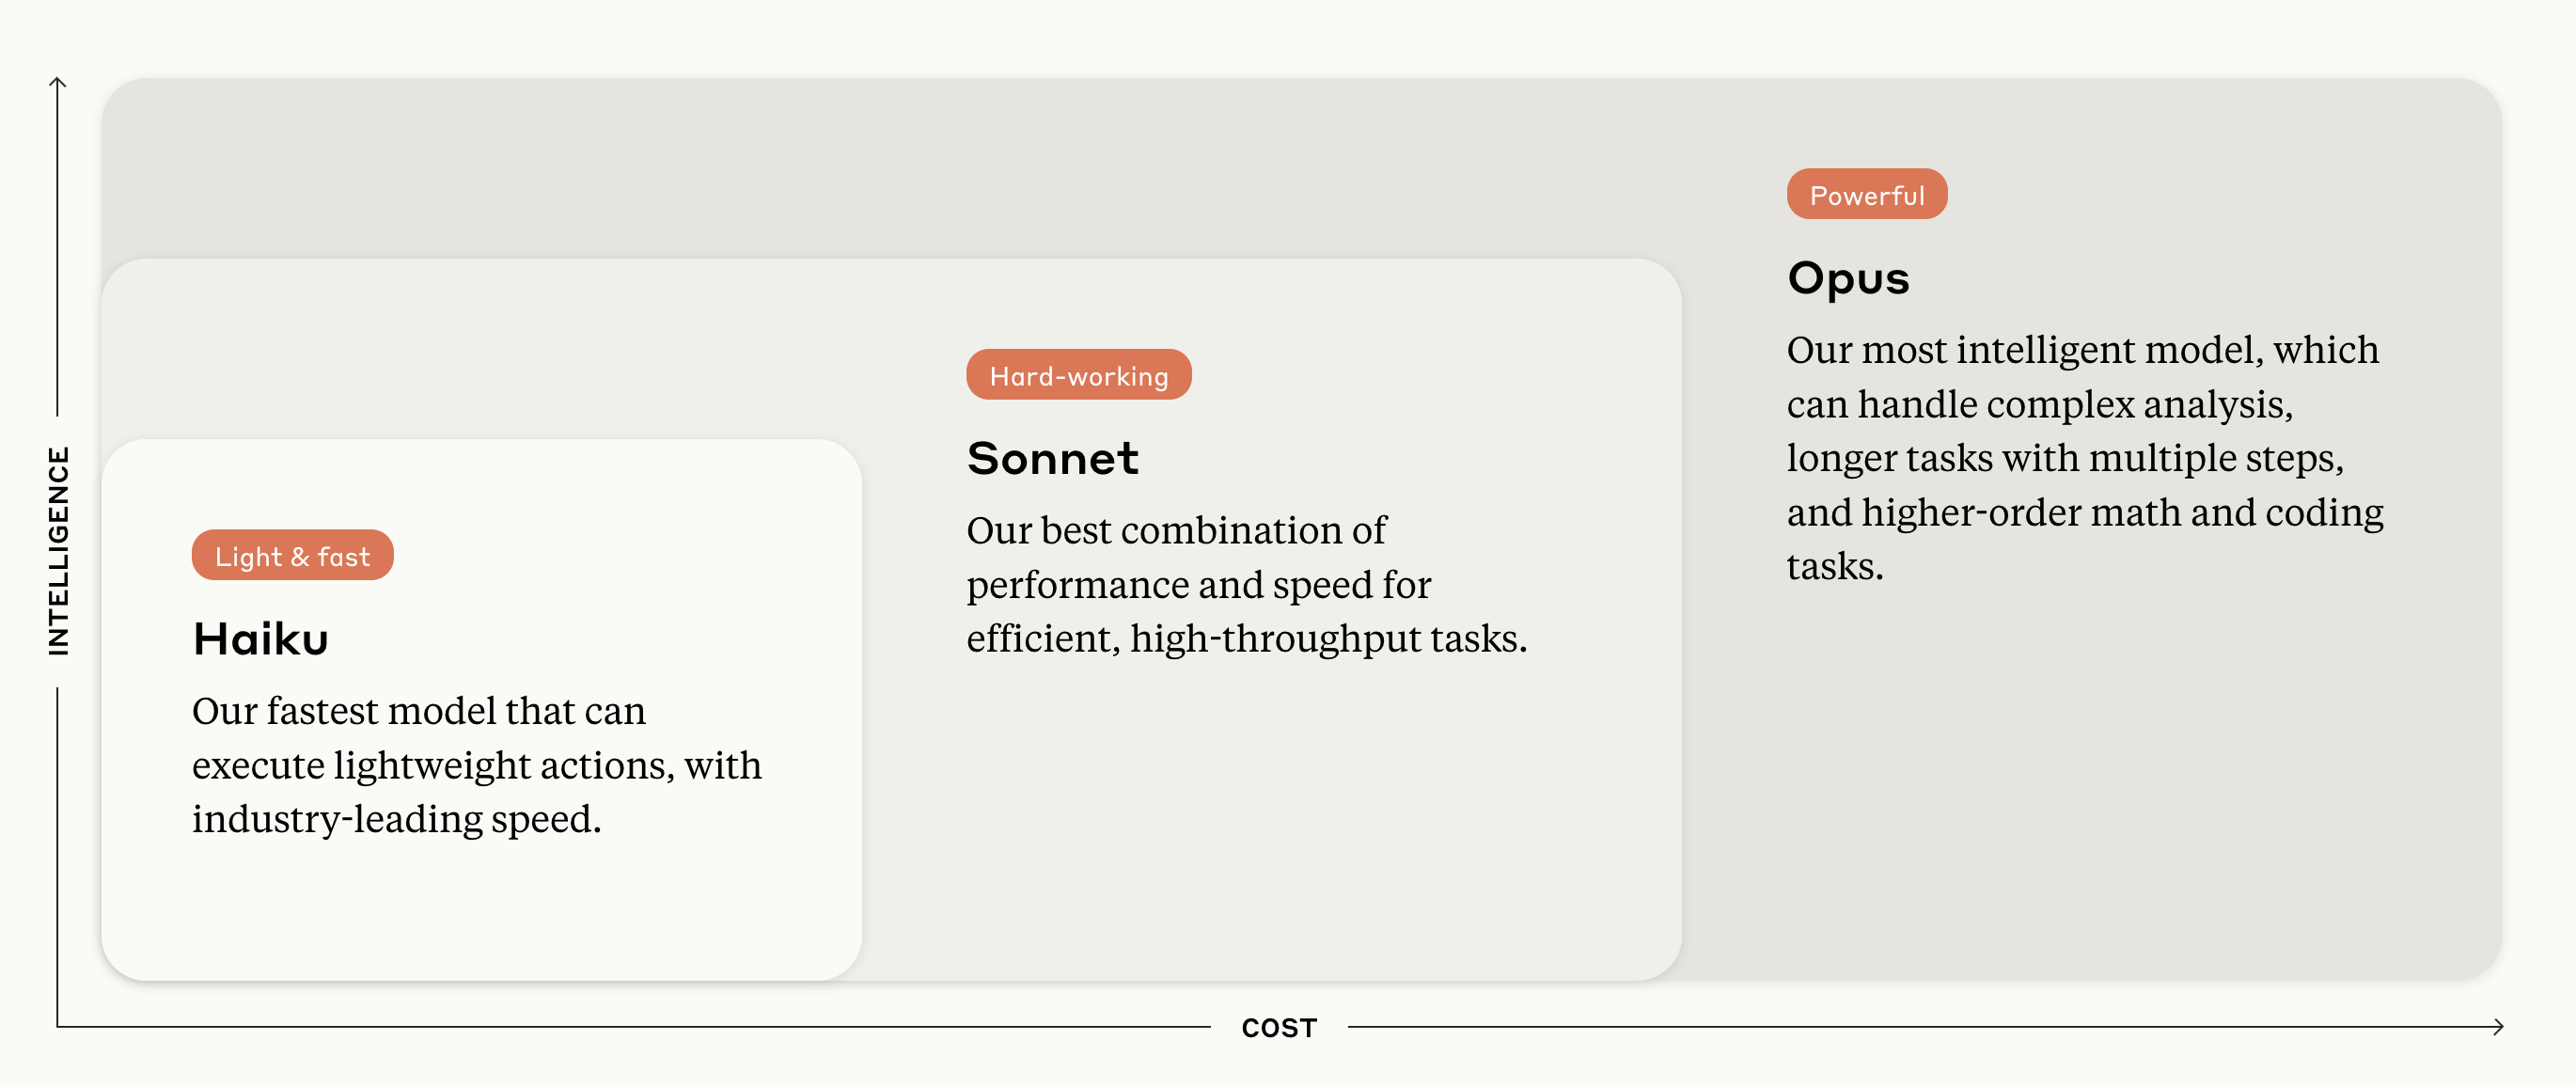 INTELLIGENCE
Light & fast
Haiku
Our fastest model that can
execute lightweight actions, with
industry-leading speed.
Hard-working
Sonnet
Our best combination of
performance and speed for
efficient, high-throughput tasks.
Powerful
Opus
Our most intelligent model, which
can handle complex analysis,
longer tasks with multiple steps,
and higher-order math and coding
tasks.
COST